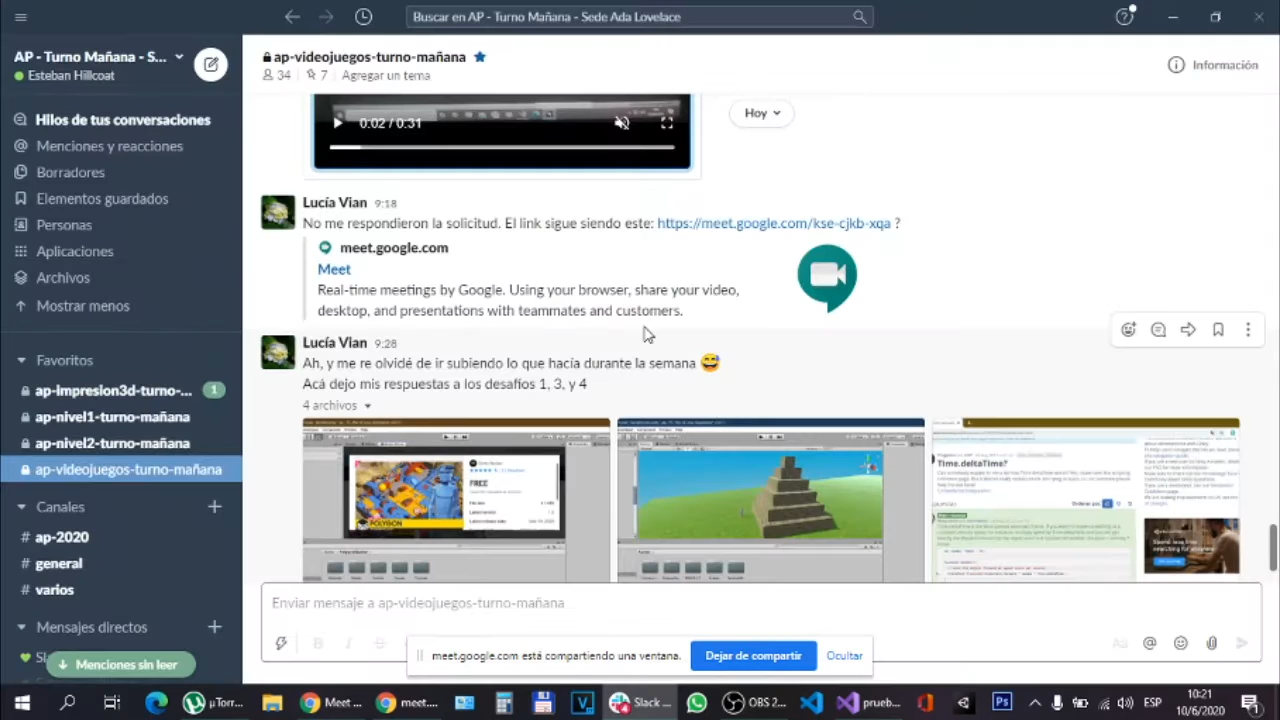 Buscar en AP - Turno Mañana - Sede Ada Lovelace
AP - Turno Mañana - S...
Esteban Hillcoat
tus conversaciones
Menciones y reacciones
Borradores
Elementos guardados
Personas
Aplicaciones
Archivos
Mostrar menos
Favoritos
ap-impresion3d-turno-... 1
ap-nivel1-turno-mañana
ap-nivel2-turno-mañana
ap-videojuegos-turno-mañana
Canales
# ap-2020
# general
Mensajes directos
Menciones sin leer
ap-videojuegos-turno-mañana
34 | 7 | Agregar un tema
Información
0:02 / 0:31
Hoy
Lucía Vian 9:18
No me respondieron la solicitud. El link sigue siendo este: https://meet.google.com/kse-cjkb-xqa ?
meet.google.com
Meet
Real-time meetings by Google. Using your browser, share your video,
desktop, and presentations with teammates and customers.
Lucía Vian 9:28
Ah, y me re olvidé de ir subiendo lo que hacía durante la semana 😅
Acá dejo mis respuestas a los desafíos 1, 3, y 4
4 archivos
FREE
POLYGON
Time.deltaTime?
Enviar mensaje a ap-videojuegos-turno-mañana
meet.google.com está compartiendo una ventana.
Dejar de compartir
Ocultar
µTorr...
Meet ...
meet....
Slack ...
OBS 2...
prueb...
Ps
ESP
10:21
10/6/2020